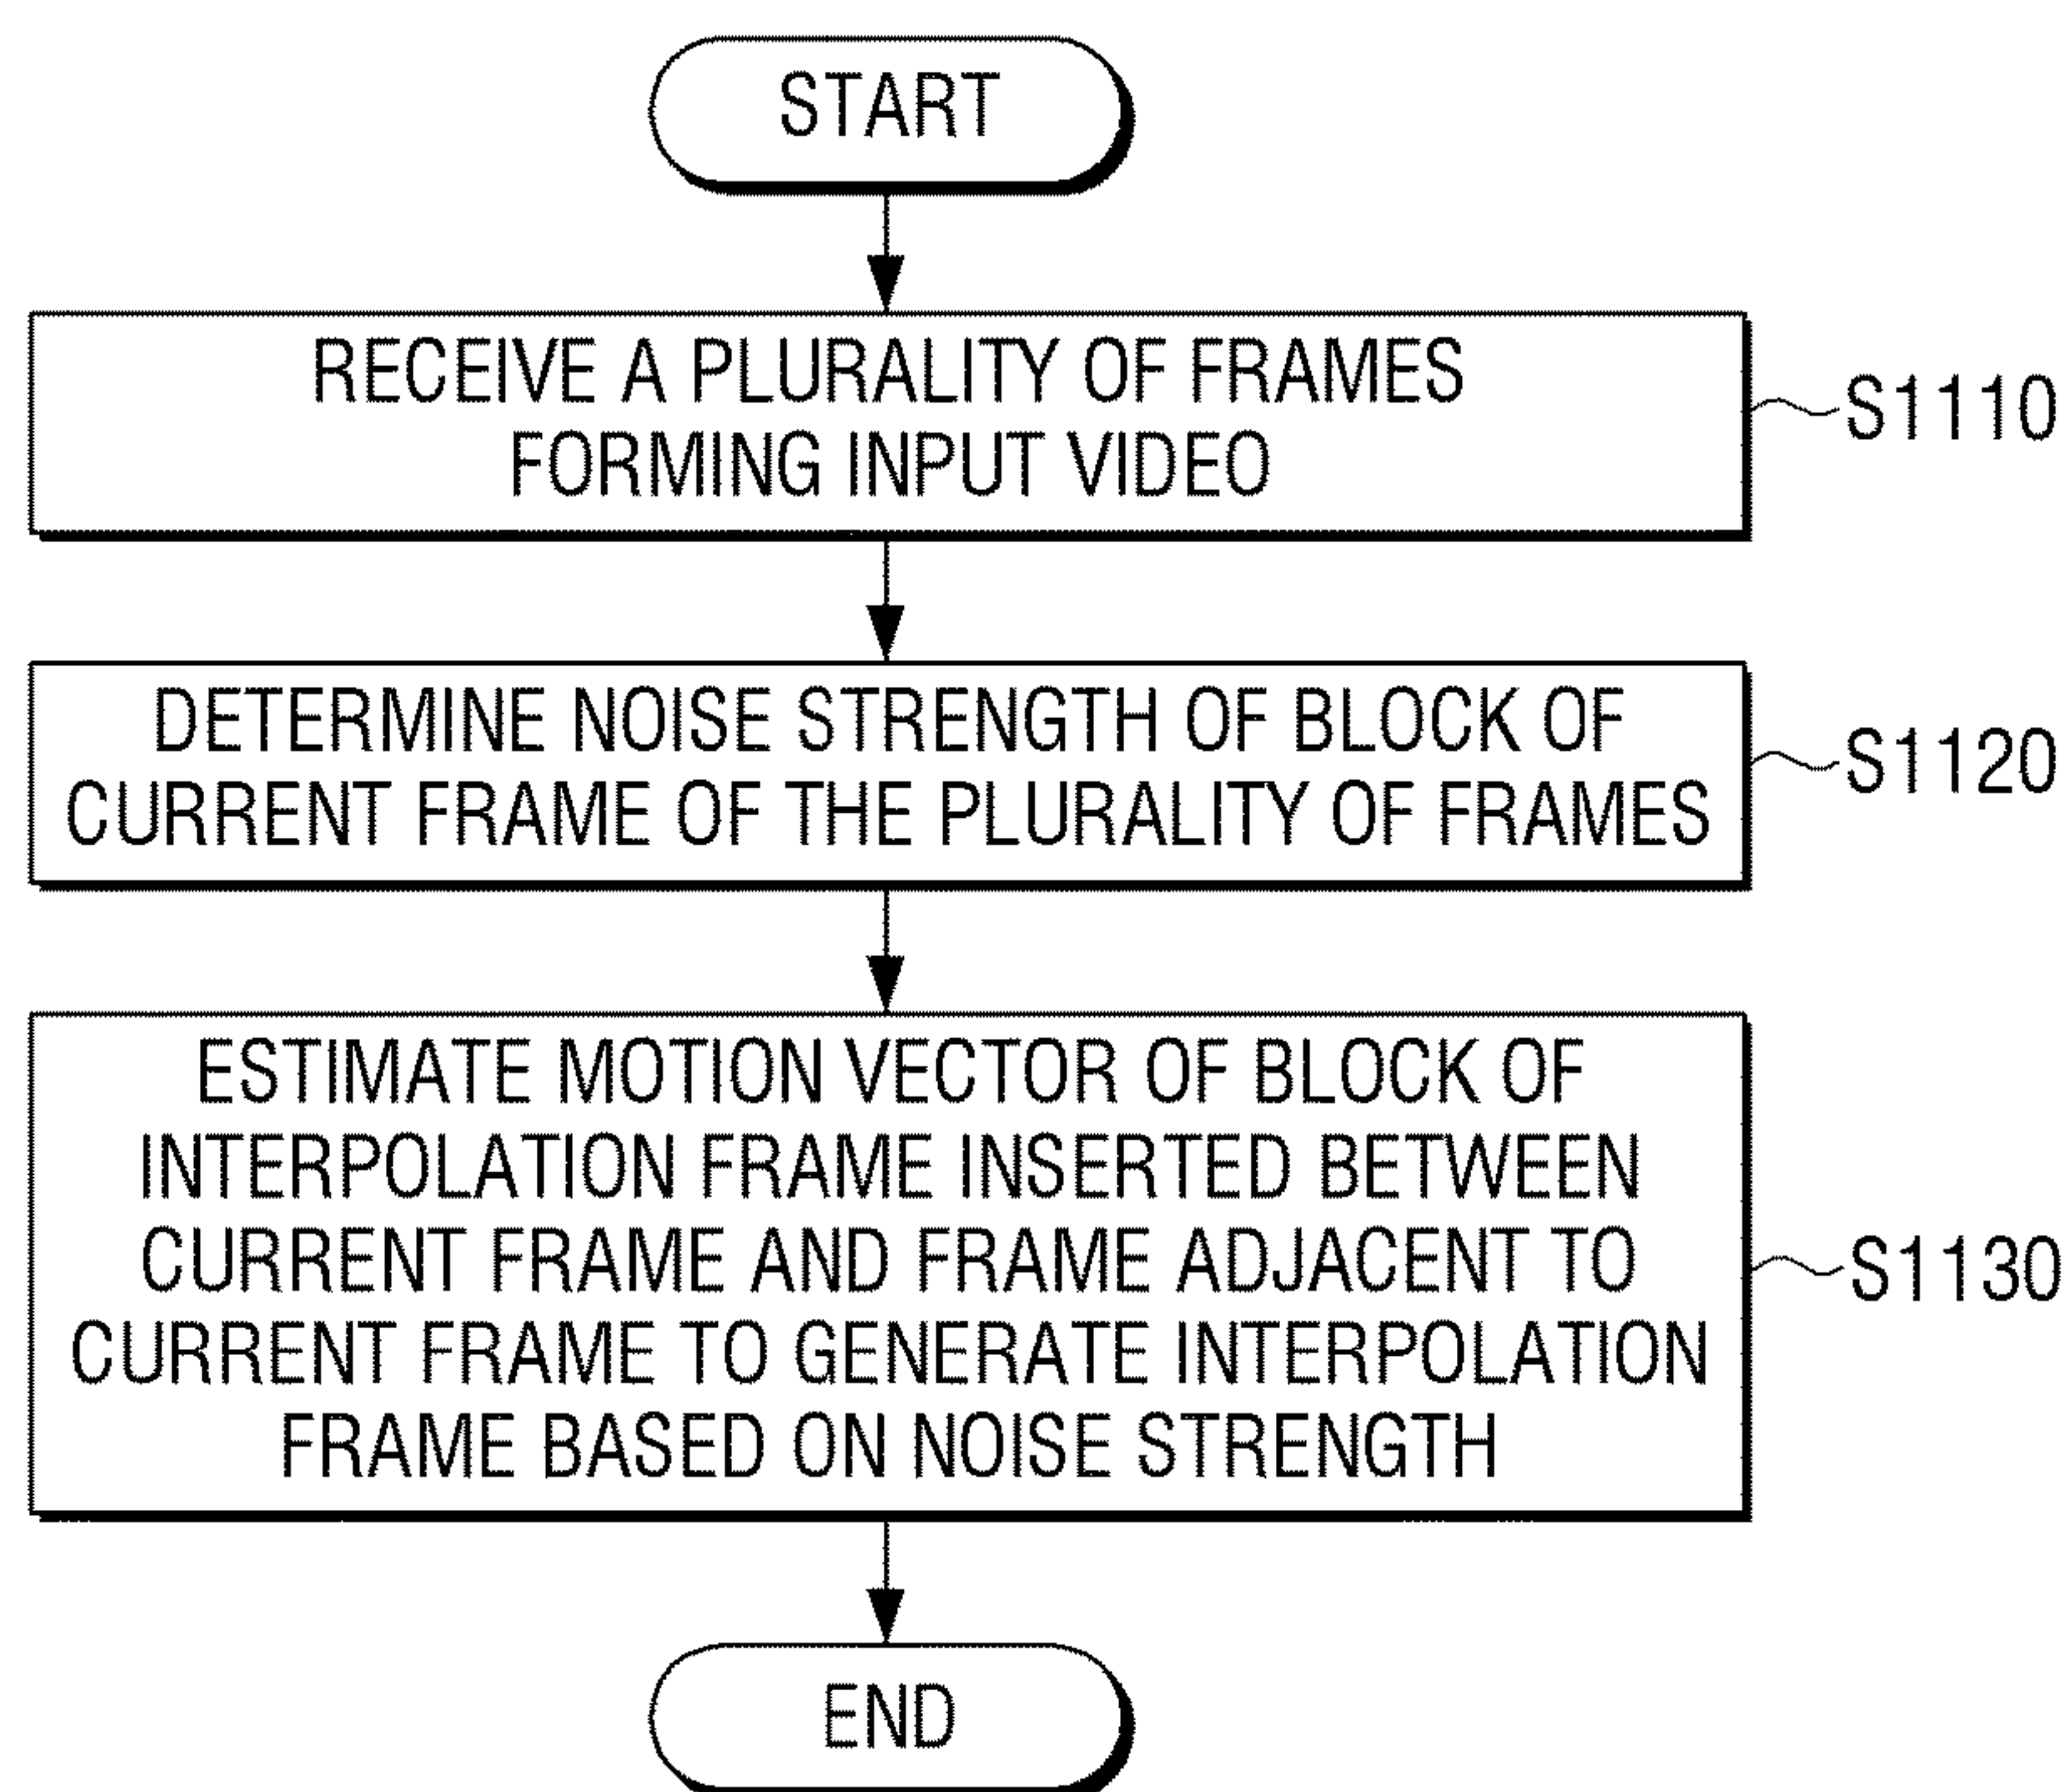 START
RECEIVE A PLURALITY OF FRAMES
FORMING INPUT VIDEO
S1110
DETERMINE NOISE STRENGTH OF BLOCK OF
CURRENT FRAME OF THE PLURALITY OF FRAMES
S1120
ESTIMATE MOTION VECTOR OF BLOCK OF
INTERPOLATION FRAME INSERTED BETWEEN
CURRENT FRAME AND FRAME ADJACENT TO
CURRENT FRAME TO GENERATE INTERPOLATION
FRAME BASED ON NOISE STRENGTH
S1130
END